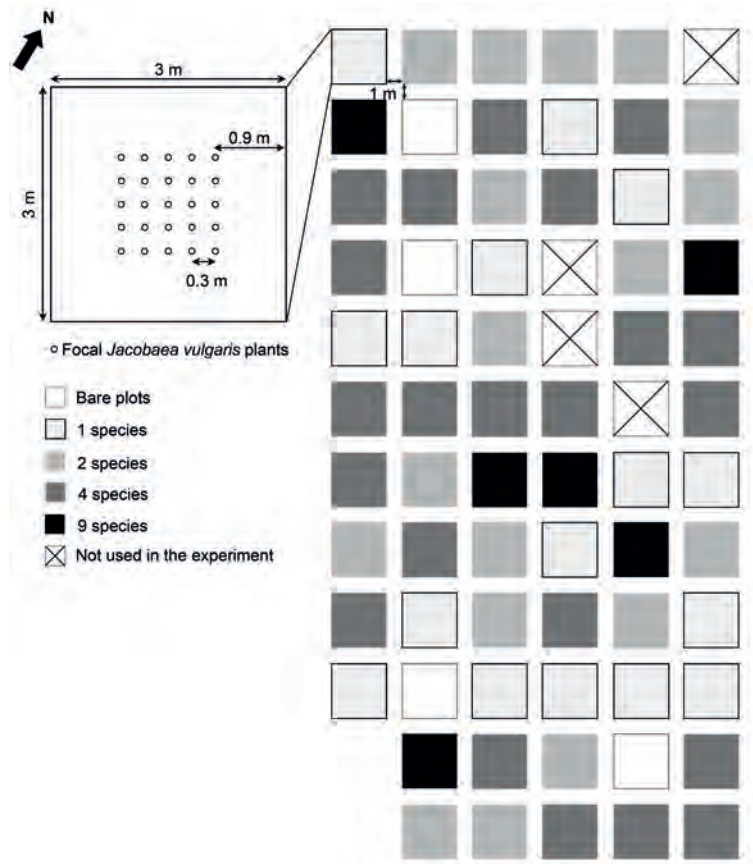 N
3 m
1 m
0.9 m
3 m
0.3 m
Focal Jacobaea vulgaris plants
Bare plots
1 species
2 species
4 species
9 species
Not used in the experiment